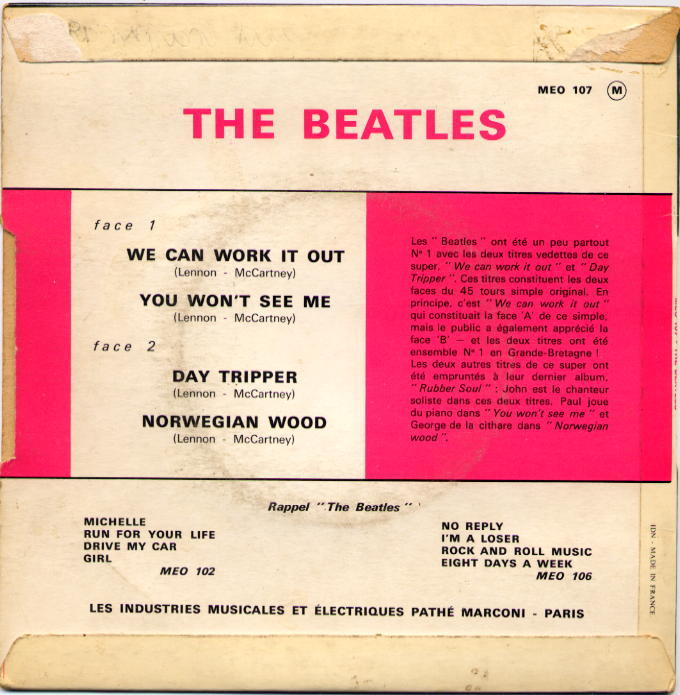 MEO 107 M
THE BEATLES
face 1
WE CAN WORK IT OUT
(Lennon - McCartney)
YOU WON'T SEE ME
(Lennon - McCartney)
face 2
DAY TRIPPER
(Lennon - McCartney)
NORWEGIAN WOOD
(Lennon - McCartney)
Les " Beatles " ont été un peu partout
N° 1 avec les deux titres vedettes de ce
super, " We can work it out " et " Day
Tripper ". Ces titres constituent les deux
faces du 45 tours simple original. En
principe, c'est " We can work it out "
qui constituait la face 'A' de ce simple,
mais le public a également apprécié la
face 'B' — et les deux titres ont été
ensemble N° 1 en Grande-Bretagne !
Les deux autres titres de ce super ont
été empruntés à leur dernier album,
" Rubber Soul " : John est le chanteur
soliste dans ces deux titres. Paul joue
du piano dans " You won't see me " et
George de la cithare dans " Norwegian
wood ".
Rappel " The Beatles "
MICHELLE
RUN FOR YOUR LIFE
DRIVE MY CAR
GIRL
MEO 102
NO REPLY
I'M A LOSER
ROCK AND ROLL MUSIC
EIGHT DAYS A WEEK
MEO 106
LES INDUSTRIES MUSICALES ET ÉLECTRIQUES PATHÉ MARCONI - PARIS
IDN - MADE IN FRANCE